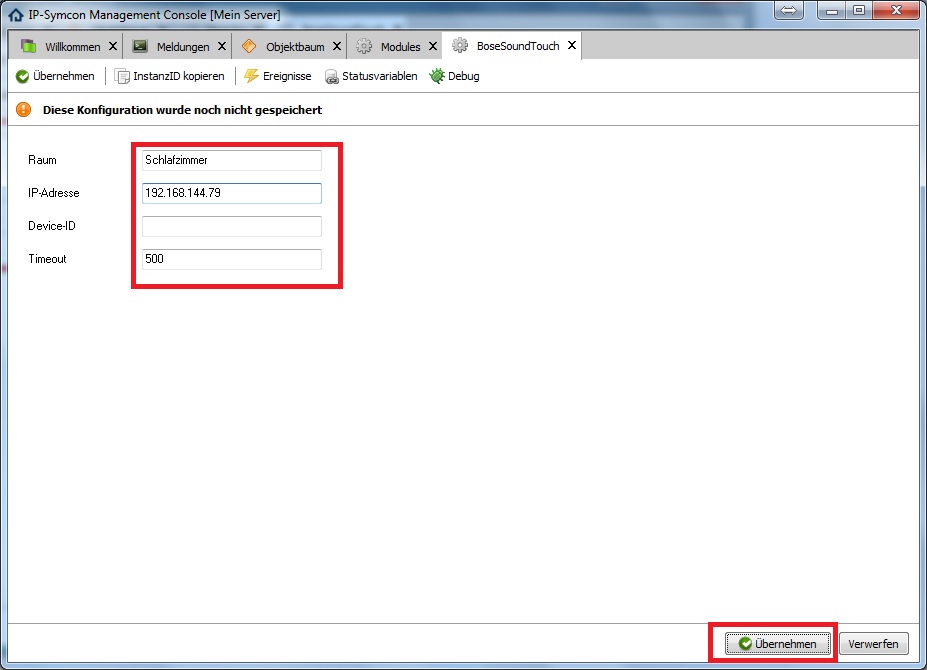 IP-Symcon Management Console [Mein Server]
Willkommen Meldungen Objektbaum Modules BoseSoundTouch
Übernehmen InstanzID kopieren Ereignisse Statusvariablen Debug
Diese Konfiguration wurde noch nicht gespeichert
Raum Schlafzimmer
IP-Adresse 192.168.144.79
Device-ID
Timeout 500
Übernehmen Verwerfen